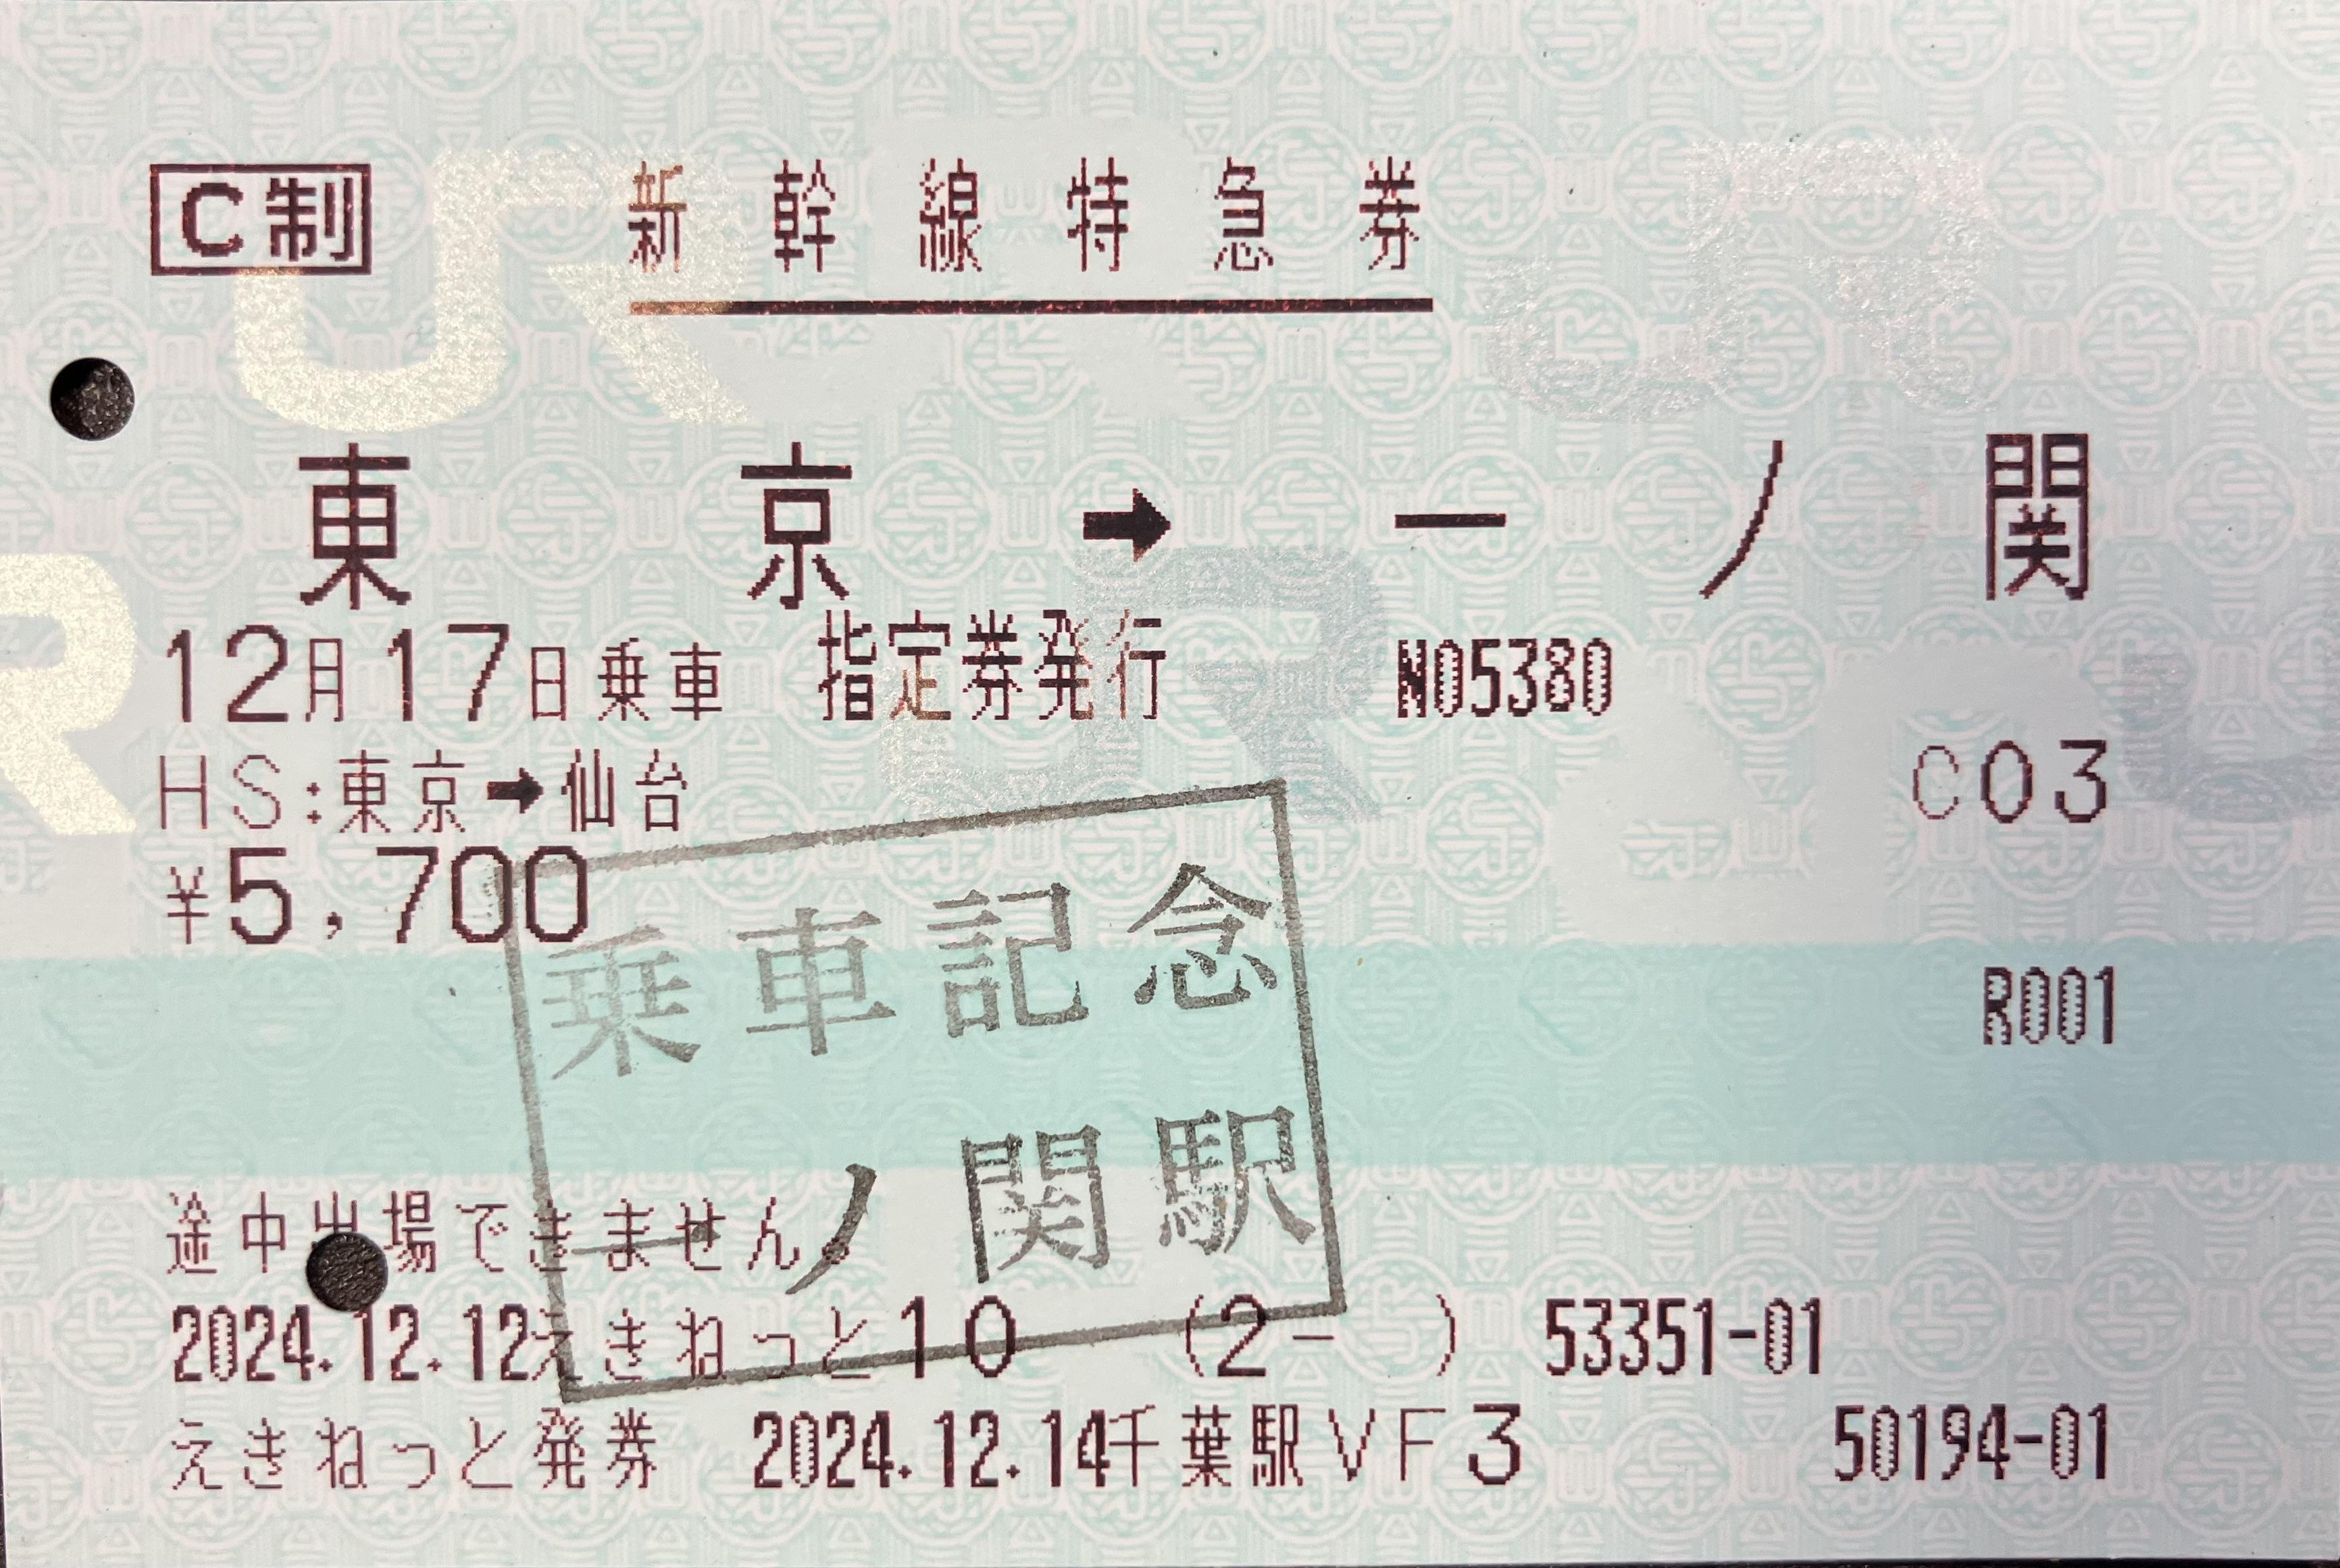 C制 新幹線特急券
東京➡一ノ関
12月17日乗車 指定券発行 NO5380
HS:東京➡仙台 C03
¥5,700
R001
乗車記念
一ノ関駅
途中出場できません。
2024.12.12えきねっと10 (2- ) 53351-01
えきねっと発券 2024.12.14千葉駅VF3 50194-01